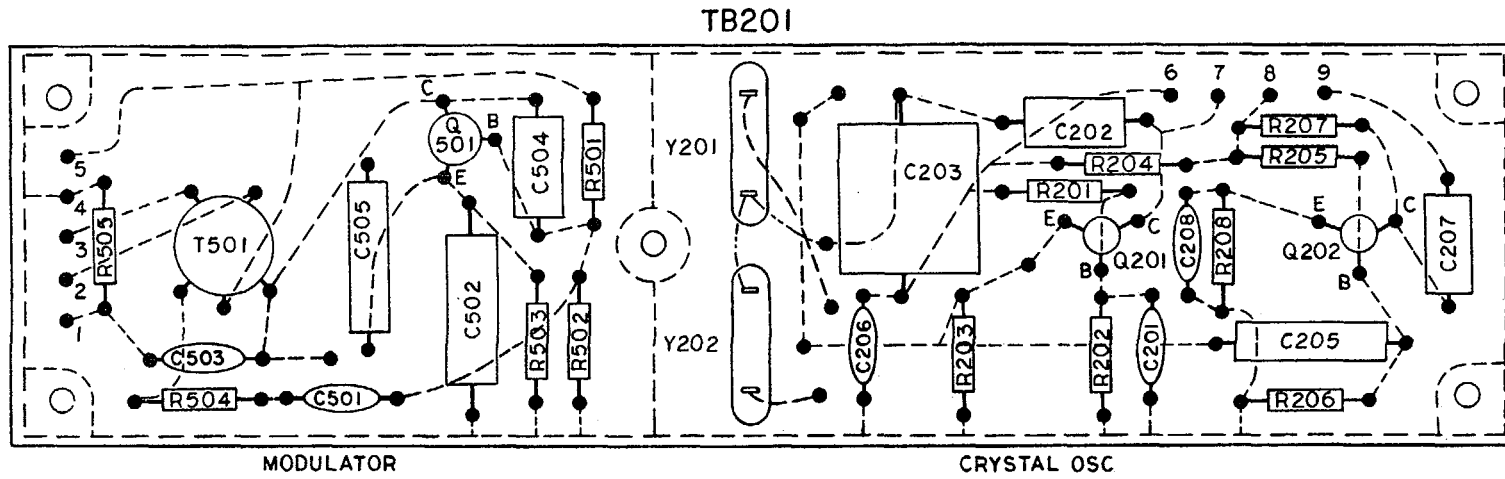 TB201
5
4
3
2
1
R505
T501
C503
R504
C501
C505
C
Q
501
B
E
C504
R501
C502
R503
R502
Y201
Y202
C203
C202
R204
R201
6
7
8
9
R207
R205
E
C
Q201
B
C208
R208
E
C
Q202
B
C207
C206
R203
R202
C201
C205
R206
MODULATOR
CRYSTAL OSC